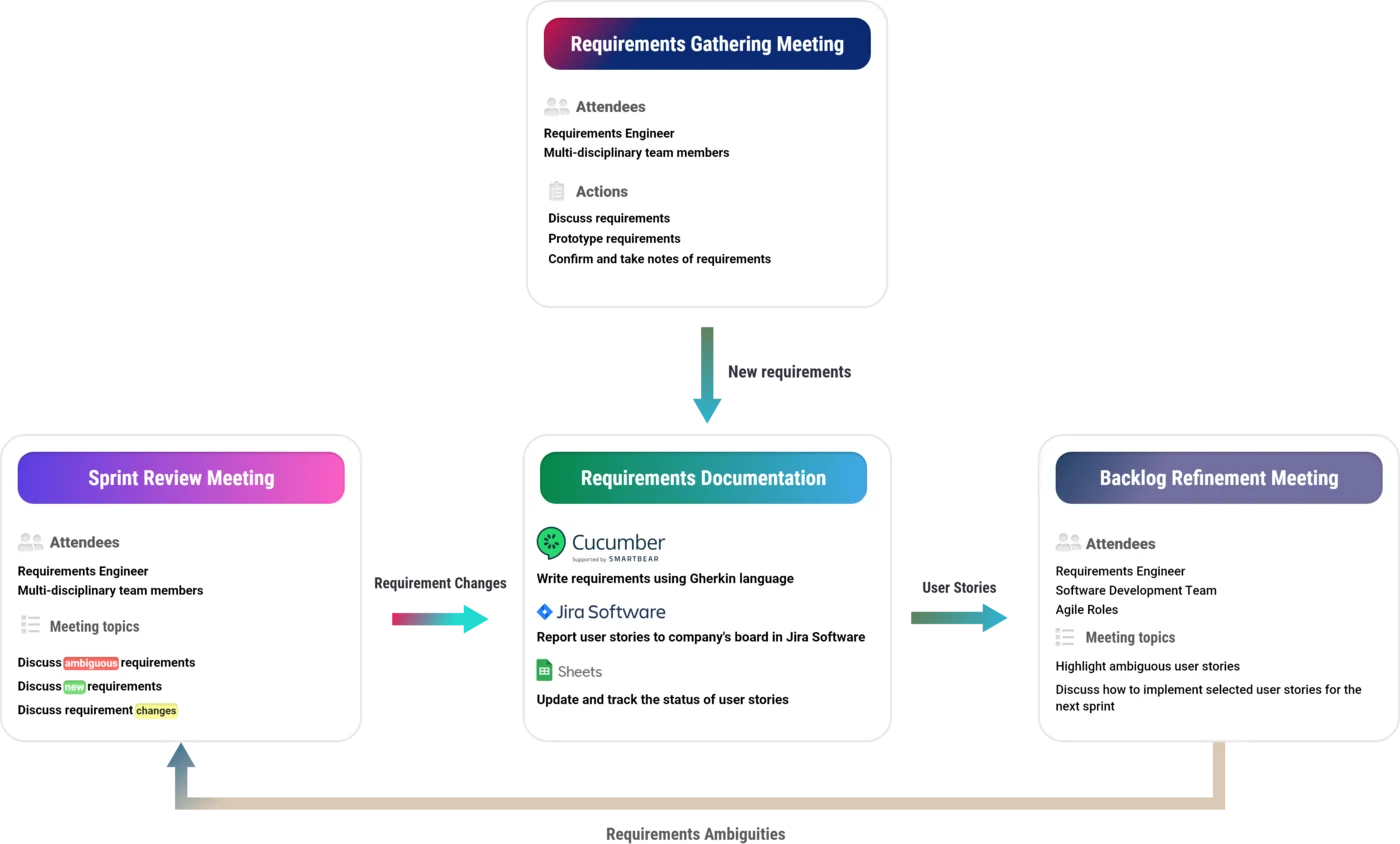 Requirements Gathering Meeting
Attendees
Requirements Engineer
Multi-disciplinary team members
Actions
Discuss requirements
Prototype requirements
Confirm and take notes of requirements
New requirements
Sprint Review Meeting
Attendees
Requirements Engineer
Multi-disciplinary team members
Meeting topics
Discuss ambiguous requirements
Discuss new requirements
Discuss requirement changes
Requirement Changes
Requirements Documentation
Cucumber
Supported by SMARTBEAR
Write requirements using Gherkin language
Jira Software
Report user stories to company's board in Jira Software
Sheets
Update and track the status of user stories
User Stories
Backlog Refinement Meeting
Attendees
Requirements Engineer
Software Development Team
Agile Roles
Meeting topics
Highlight ambiguous user stories
Discuss how to implement selected user stories for the
next sprint
Requirements Ambiguities